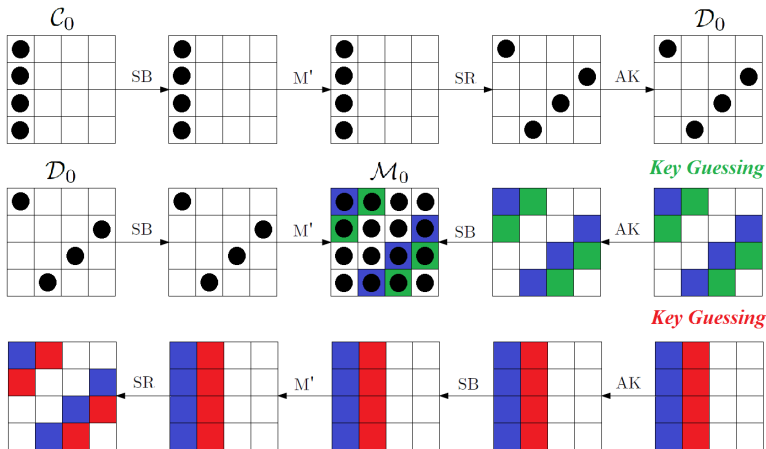 𝒞₀ 𝒟₀
SB M' SR AK
𝒟₀ ℳ₀ Key Guessing
SB M' SB AK
Key Guessing
SR M' SB AK